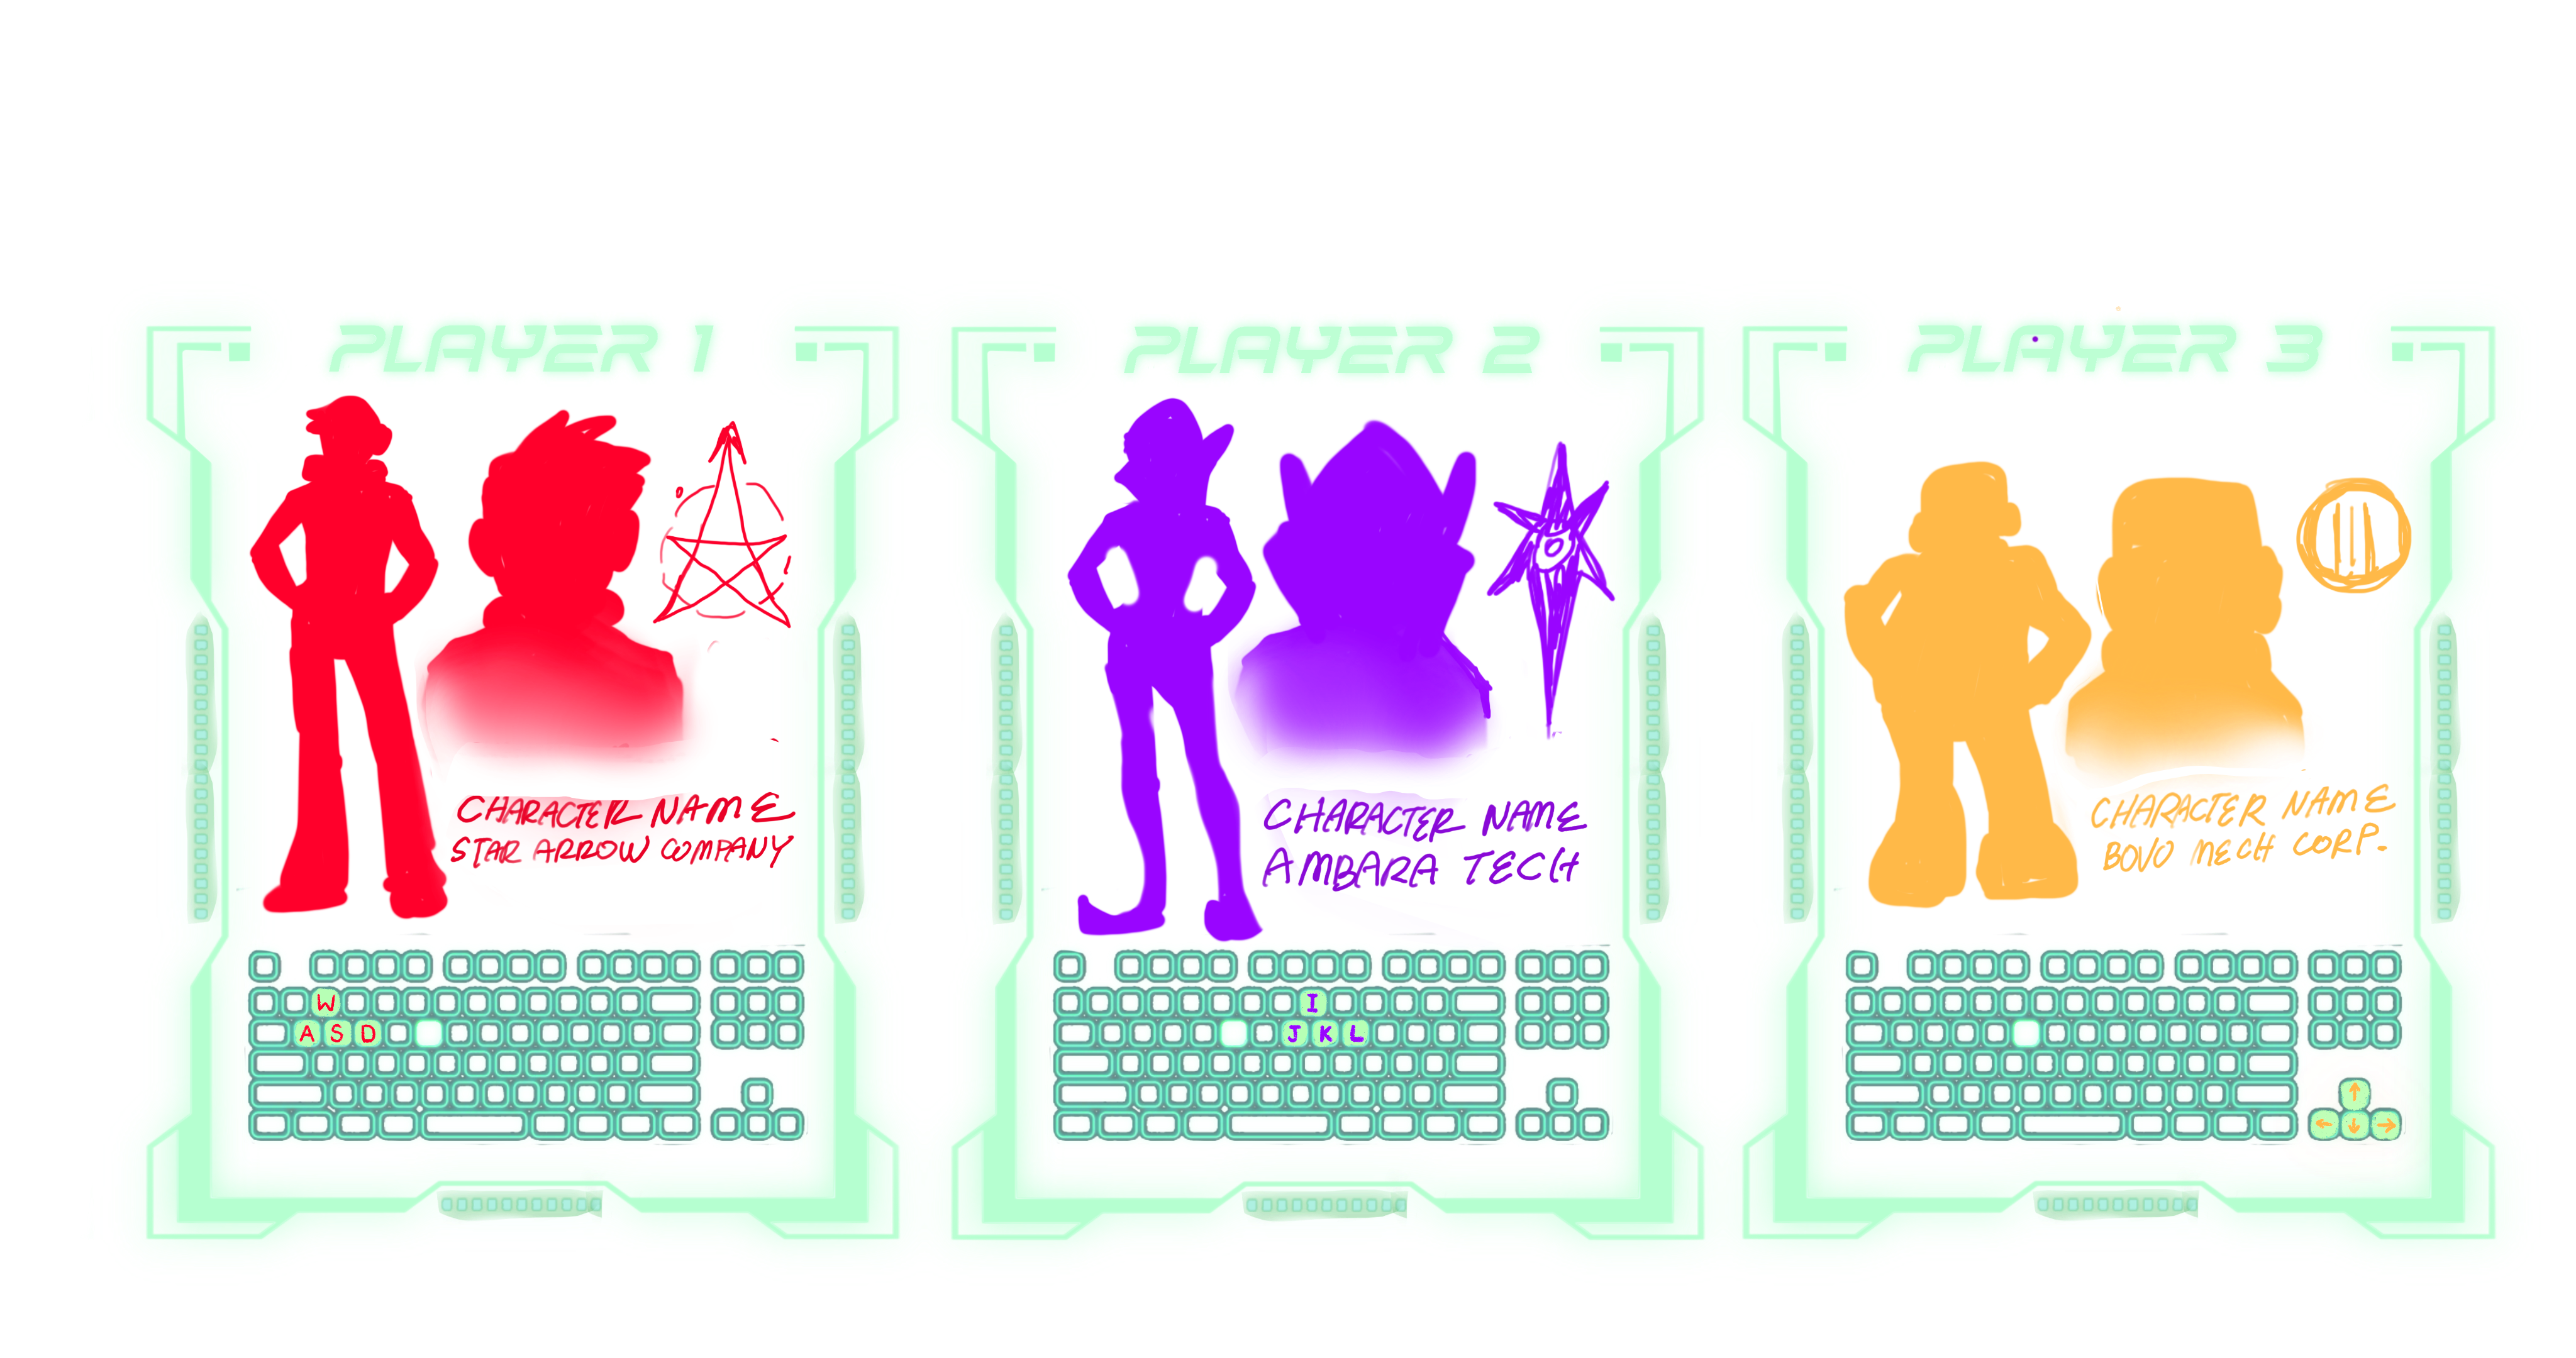 PLAYER 1
CHARACTER NAME
STAR ARROW COMPANY
W
A S D
PLAYER 2
CHARACTER NAME
AMBARA TECH
I
J K L
PLAYER 3
CHARACTER NAME
BOVO MECH CORP.
↑
← ↓ →